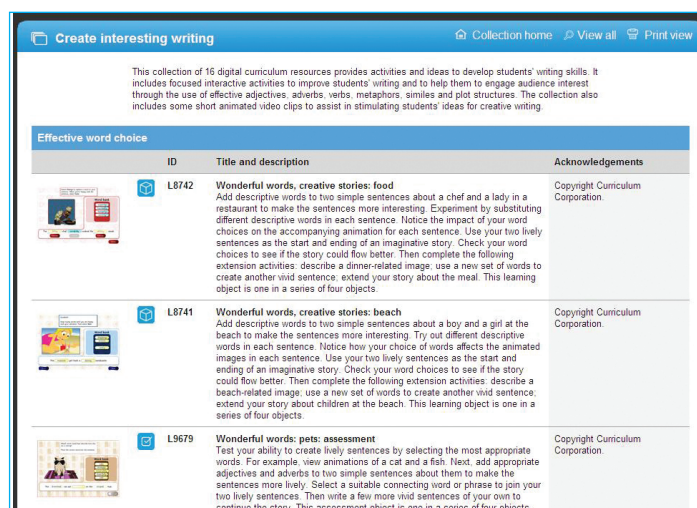 Create interesting writing
Collection home View all Print view
This collection of 16 digital curriculum resources provides activities and ideas to develop students' writing skills. It
includes focused interactive activities to improve students' writing and to help them to engage audience interest
through the use of effective adjectives, adverbs, verbs, metaphors, similes and plot structures. The collection also
includes some short animated video clips to assist in stimulating students' ideas for creative writing.
Effective word choice
ID Title and description Acknowledgements
L8742 Wonderful words, creative stories: food Copyright Curriculum
Add descriptive words to two simple sentences about a chef and a lady in a Corporation.
restaurant to make the sentences more interesting. Experiment by substituting
different descriptive words in each sentence. Notice the impact of your word
choices on the accompanying animation for each sentence. Use your two lively
sentences as the start and ending of an imaginative story. Check your word
choices to see if the story could flow better. Then complete the following
extension activities: describe a dinner-related image; use a new set of words to
create another vivid sentence; extend your story about the meal. This learning
object is one in a series of four objects.
L8741 Wonderful words, creative stories: beach Copyright Curriculum
Add descriptive words to two simple sentences about a boy and a girl at the Corporation.
beach to make the sentences more interesting. Try out different descriptive
words in each sentence. Notice how your choice of words affects the animated
images in each sentence. Use your two lively sentences as the start and
ending of an imaginative story. Check your word choices to see if the story
could flow better. Then complete the following extension activities: describe a
beach-related image; use a new set of words to create another vivid sentence;
extend your story about children at the beach. This learning object is one in a
series of four objects.
L9679 Wonderful words: pets: assessment Copyright Curriculum
Test your ability to create lively sentences by selecting the most appropriate Corporation.
words. For example, view animations of a cat and a fish. Next, add appropriate
adjectives and adverbs to two simple sentences about them to make the
sentences more lively. Select a suitable connecting word or phrase to join your
two lively sentences. Then write a few more vivid sentences of your own to
continue the story. This assessment object is one in a series of four objects.